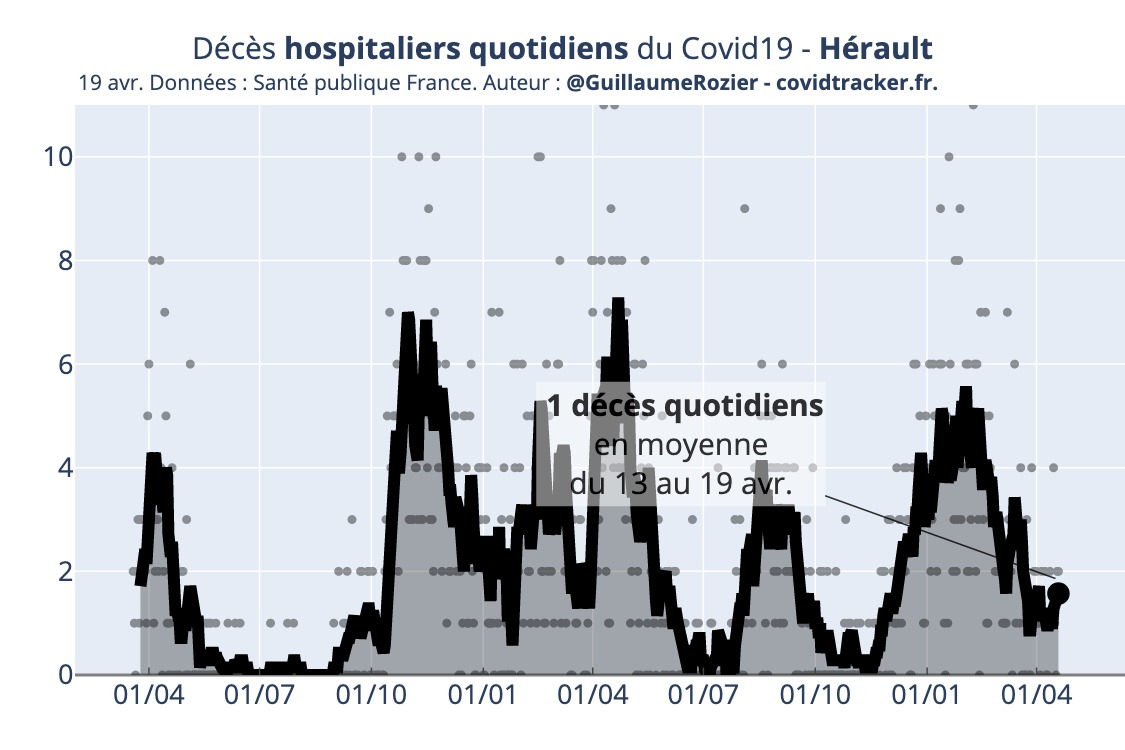 Décès hospitaliers quotidiens du Covid19 - Hérault
19 avr. Données : Santé publique France. Auteur : @GuillaumeRozier - covidtracker.fr.
10
8
6
4
2
0
1 décès quotidiens
en moyenne
du 13 au 19 avr.
01/04 01/07 01/10 01/01 01/04 01/07 01/10 01/01 01/04